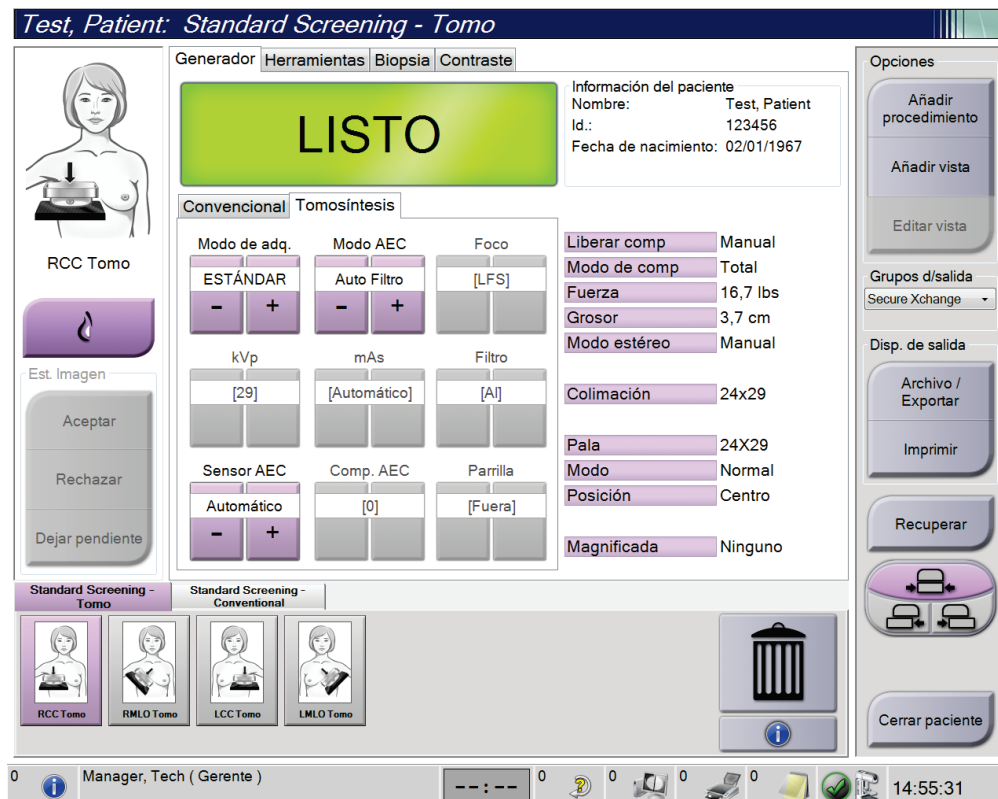 Test, Patient: Standard Screening - Tomo
Generador Herramientas Biopsia Contraste
LISTO
Información del paciente
Nombre: Test, Patient
Id.: 123456
Fecha de nacimiento: 02/01/1967
RCC Tomo
Est. Imagen
Aceptar
Rechazar
Dejar pendiente
Convencional Tomosíntesis
Modo de adq. Modo AEC Foco
ESTÁNDAR Auto Filtro [LFS]
- + - +
kVp mAs Filtro
[29] [Automático] [Al]
Sensor AEC Comp. AEC Parrilla
Automático [0] [Fuera]
- +
Liberar comp Manual
Modo de comp Total
Fuerza 16,7 lbs
Grosor 3,7 cm
Modo estéreo Manual
Colimación 24x29
Pala 24X29
Modo Normal
Posición Centro
Magnificada Ninguno
Opciones
Añadir
procedimiento
Añadir vista
Editar vista
Grupos d/salida
Secure Xchange
Disp. de salida
Archivo /
Exportar
Imprimir
Recuperar
Cerrar paciente
Standard Screening -
Tomo
Standard Screening -
Conventional
RCC Tomo RMLO Tomo LCC Tomo LMLO Tomo
0 Manager, Tech ( Gerente ) --:-- 0 0 0 0 14:55:31